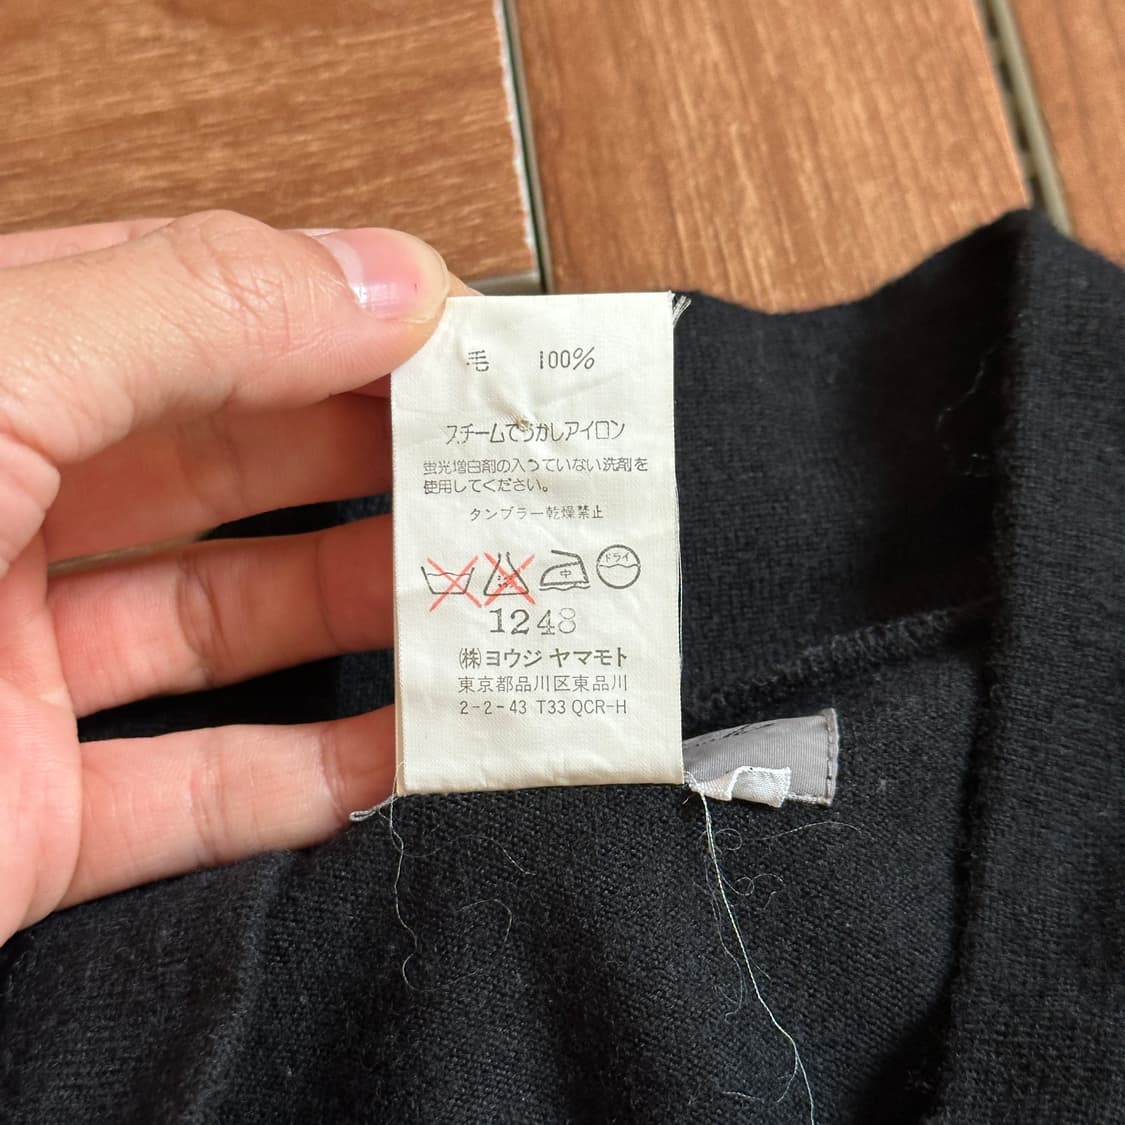 毛 100%
スチームでうかしアイロン
蛍光増白剤の入っていない洗剤を
使用してください。
タンブラー乾燥禁止
中 ドライ
1248
㈱ヨウジ ヤマモト
東京都品川区東品川
2-2-43 T33 QCR-H